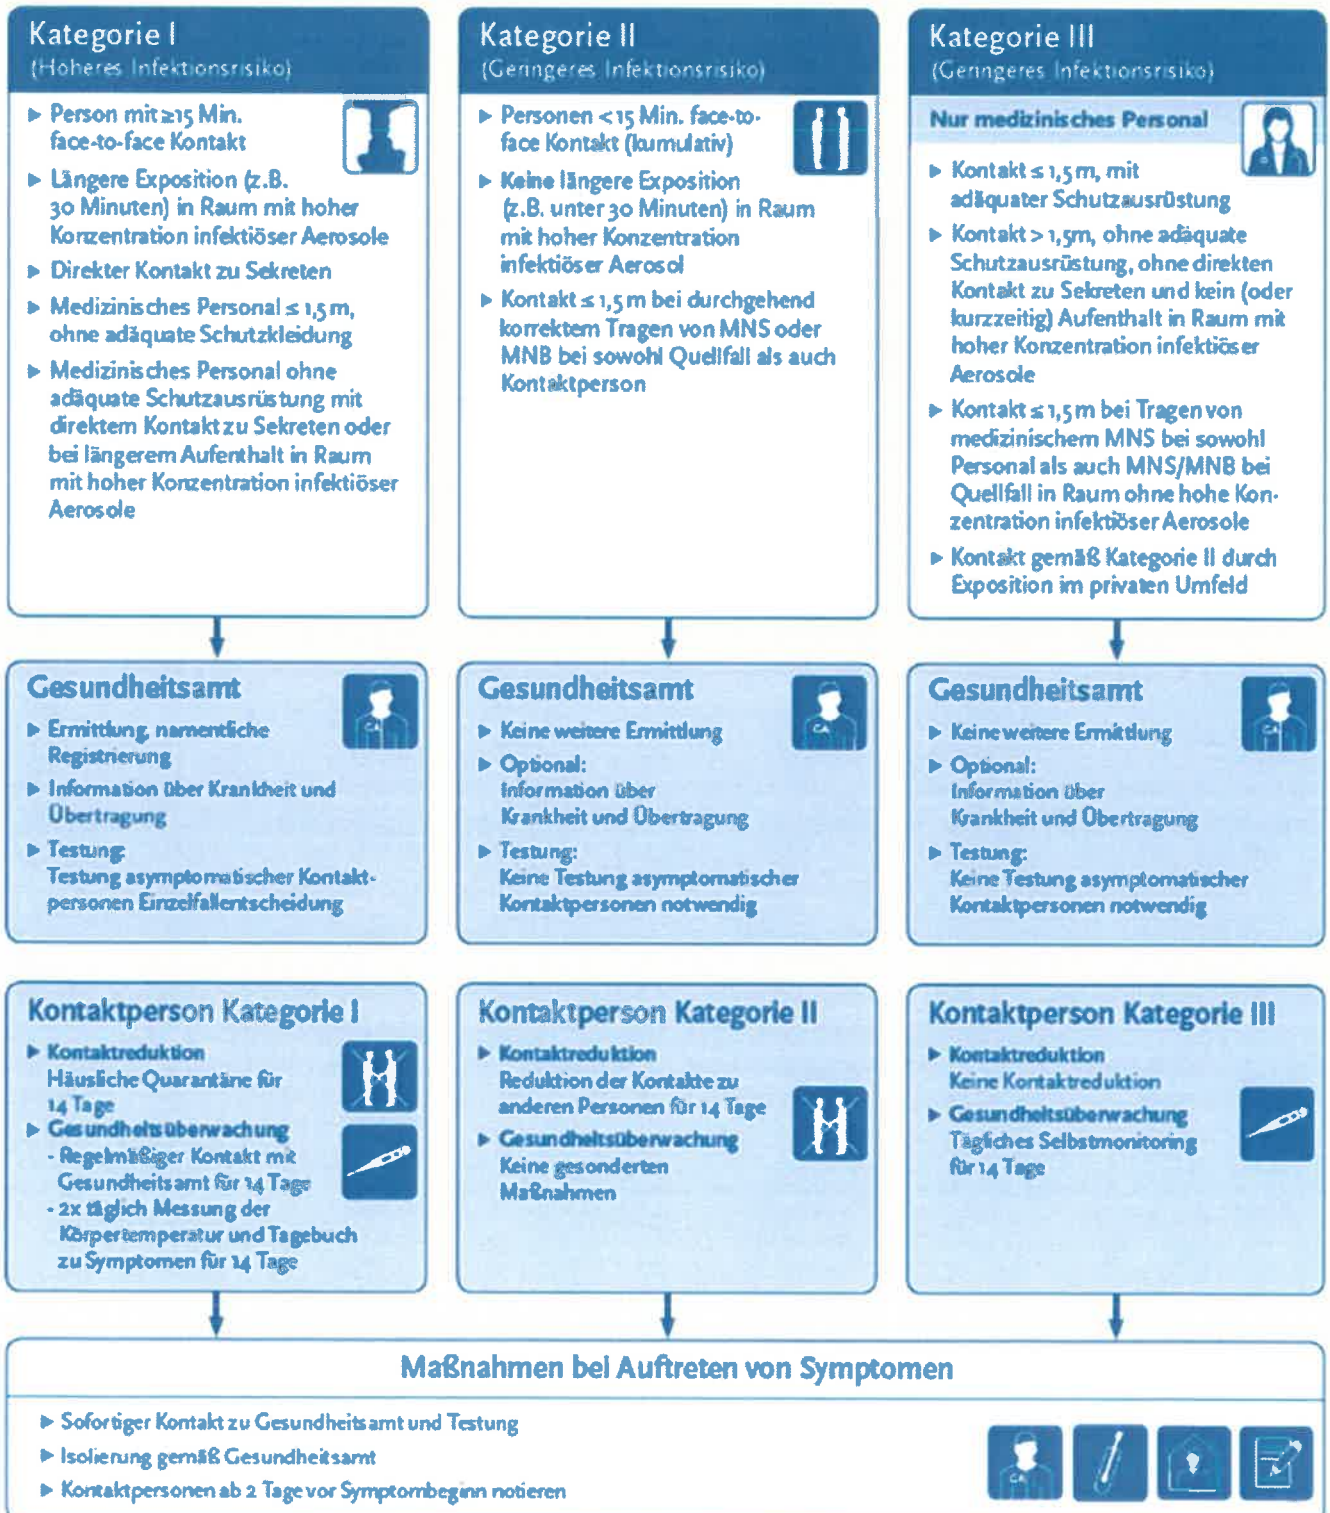 Kategorie I
(Höheres Infektionsrisiko)
▶ Person mit ≥15 Min.
face-to-face Kontakt
▶ Längere Exposition (z.B.
30 Minuten) in Raum mit hoher
Konzentration infektiöser Aerosole
▶ Direkter Kontakt zu Sekreten
▶ Medizinisches Personal ≤ 1,5 m,
ohne adäquate Schutzkleidung
▶ Medizinisches Personal ohne
adäquate Schutzausrüstung mit
direktem Kontakt zu Sekreten oder
bei längerem Aufenthalt in Raum
mit hoher Konzentration infektiöser
Aerosole
Kategorie II
(Geringeres Infektionsrisiko)
▶ Personen < 15 Min. face-to-
face Kontakt (kumulativ)
▶ Keine längere Exposition
(z.B. unter 30 Minuten) in Raum
mit hoher Konzentration
infektiöser Aerosol
▶ Kontakt ≤ 1,5 m bei durchgehend
korrektem Tragen von MNS oder
MNB bei sowohl Quellfall als auch
Kontaktperson
Kategorie III
(Geringeres Infektionsrisiko)
Nur medizinisches Personal
▶ Kontakt ≤ 1,5 m, mit
adäquater Schutzausrüstung
▶ Kontakt > 1,5m, ohne adäquate
Schutzausrüstung, ohne direkten
Kontakt zu Sekreten und kein (oder
kurzzeitig) Aufenthalt in Raum mit
hoher Konzentration infektiöser
Aerosole
▶ Kontakt ≤ 1,5 m bei Tragen von
medizinischem MNS bei sowohl
Personal als auch MNS/MNB bei
Quellfall in Raum ohne hohe Kon-
zentration infektiöser Aerosole
▶ Kontakt gemäß Kategorie II durch
Exposition im privaten Umfeld
Gesundheitsamt
▶ Ermittlung, namentliche
Registrierung
▶ Information über Krankheit und
Übertragung
▶ Testung:
Testung asymptomatischer Kontakt-
personen Einzelfallentscheidung
GA
Gesundheitsamt
▶ Keine weitere Ermittlung
▶ Optional:
Information über
Krankheit und Übertragung
▶ Testung:
Keine Testung asymptomatischer
Kontaktpersonen notwendig
GA
Gesundheitsamt
▶ Keine weitere Ermittlung
▶ Optional:
Information über
Krankheit und Übertragung
▶ Testung:
Keine Testung asymptomatischer
Kontaktpersonen notwendig
GA
Kontaktperson Kategorie I
▶ Kontaktreduktion
Häusliche Quarantäne für
14 Tage
▶ Gesundheitsüberwachung
- Regelmäßiger Kontakt mit
Gesundheitsamt für 14 Tage
- 2x täglich Messung der
Körpertemperatur und Tagebuch
zu Symptomen für 14 Tage
Kontaktperson Kategorie II
▶ Kontaktreduktion
Reduktion der Kontakte zu
anderen Personen für 14 Tage
▶ Gesundheitsüberwachung
Keine gesonderten
Maßnahmen
Kontaktperson Kategorie III
▶ Kontaktreduktion
Keine Kontaktreduktion
▶ Gesundheitsüberwachung
Tägliches Selbstmonitoring
für 14 Tage
Maßnahmen bei Auftreten von Symptomen
▶ Sofortiger Kontakt zu Gesundheitsamt und Testung
▶ Isolierung gemäß Gesundheitsamt
▶ Kontaktpersonen ab 2 Tage vor Symptombeginn notieren
GA